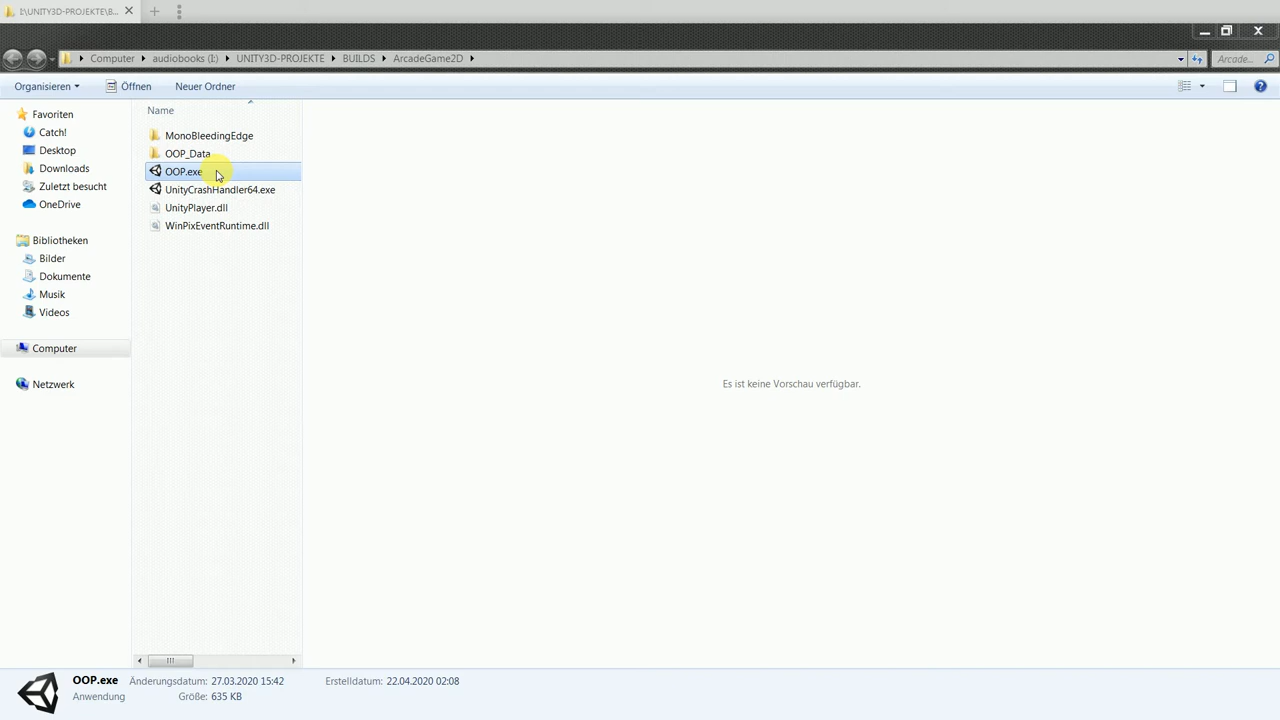 I:\UNITY3D-PROJEKTE\B...
Computer audiobooks (I:) UNITY3D-PROJEKTE BUILDS ArcadeGame2D
Arcade...
Organisieren Öffnen Neuer Ordner
Favoriten
Catch!
Desktop
Downloads
Zuletzt besucht
OneDrive
Bibliotheken
Bilder
Dokumente
Musik
Videos
Computer
Netzwerk
Name
MonoBleedingEdge
OOP_Data
OOP.exe
UnityCrashHandler64.exe
UnityPlayer.dll
WinPixEventRuntime.dll
Es ist keine Vorschau verfügbar.
OOP.exe Änderungsdatum: 27.03.2020 15:42 Erstelldatum: 22.04.2020 02:08
Anwendung Größe: 635 KB